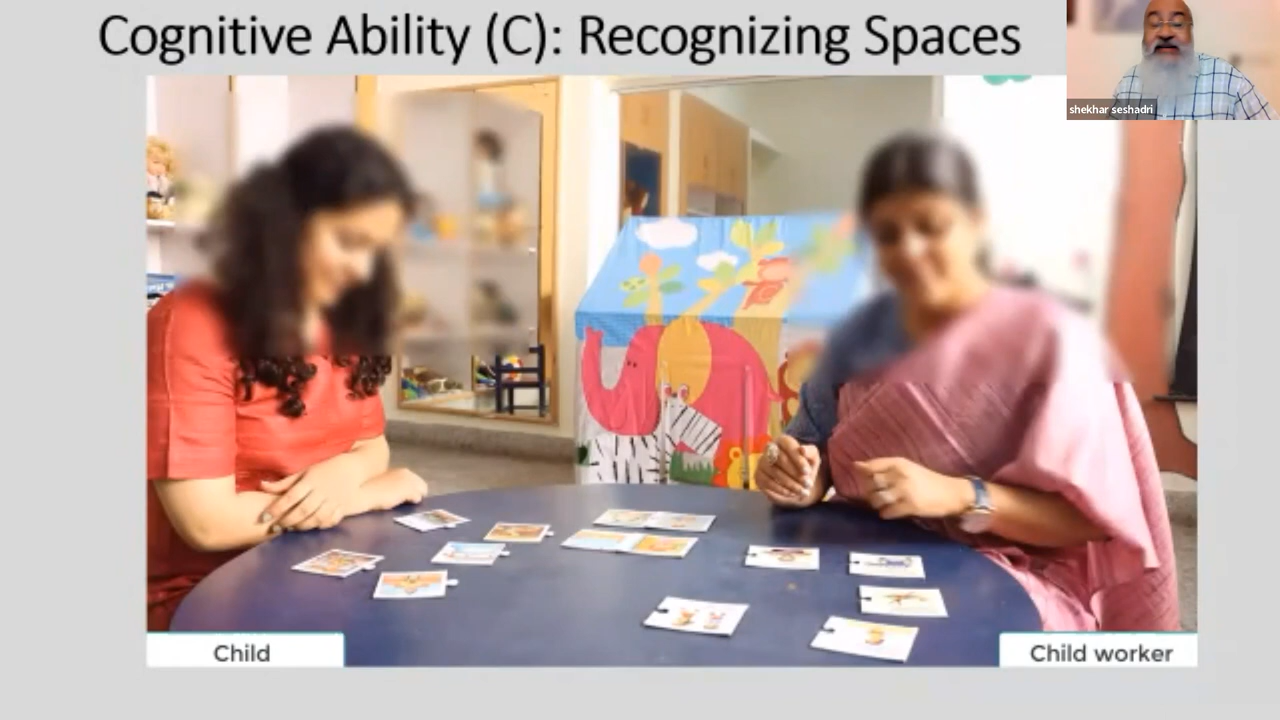 Cognitive Ability (C): Recognizing Spaces
shekhar seshadri
Child
Child worker